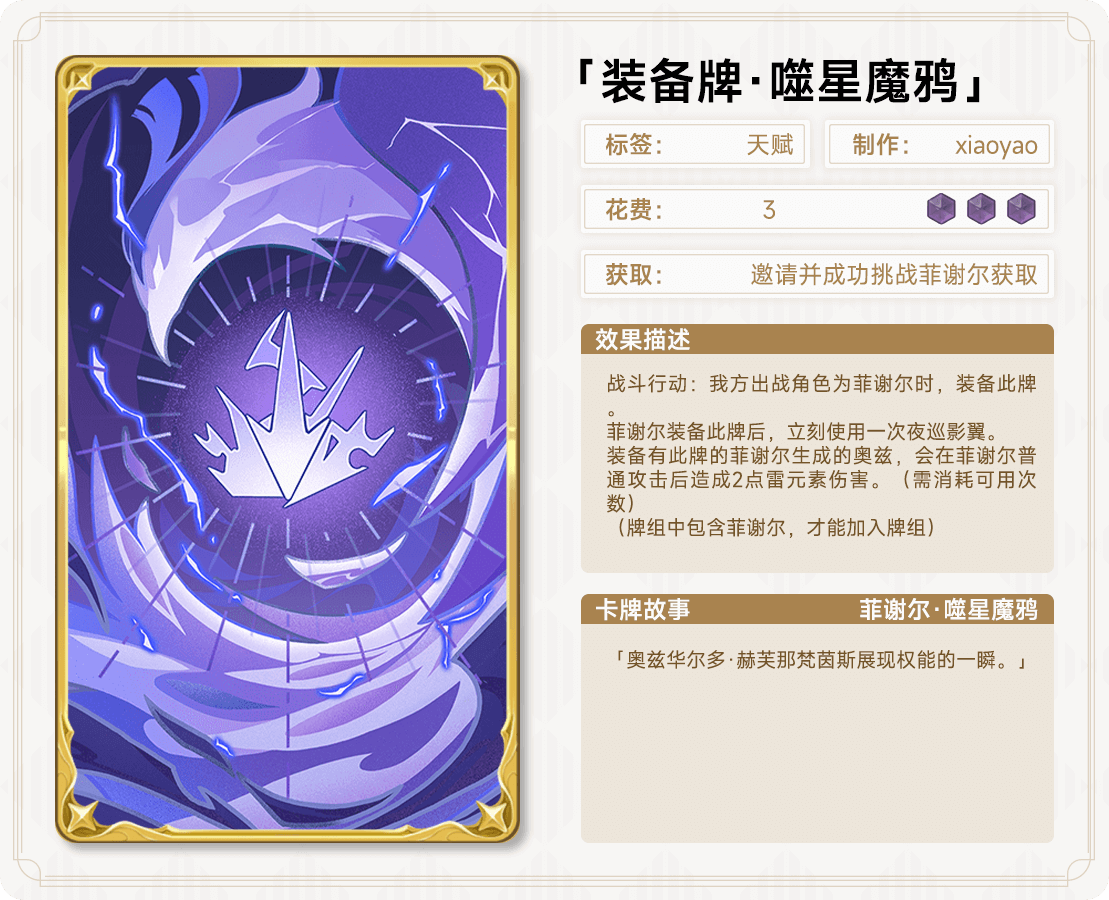 「装备牌·噬星魔鸦」
标签： 天赋 制作： xiaoyao
花费： 3
获取： 邀请并成功挑战菲谢尔获取
效果描述
战斗行动：我方出战角色为菲谢尔时，装备此牌
。
菲谢尔装备此牌后，立刻使用一次夜巡影翼。
装备有此牌的菲谢尔生成的奥兹，会在菲谢尔普
通攻击后造成2点雷元素伤害。（需消耗可用次
数）
（牌组中包含菲谢尔，才能加入牌组）
卡牌故事 菲谢尔·噬星魔鸦
「奥兹华尔多·赫芙那梵茵斯展现权能的一瞬。」